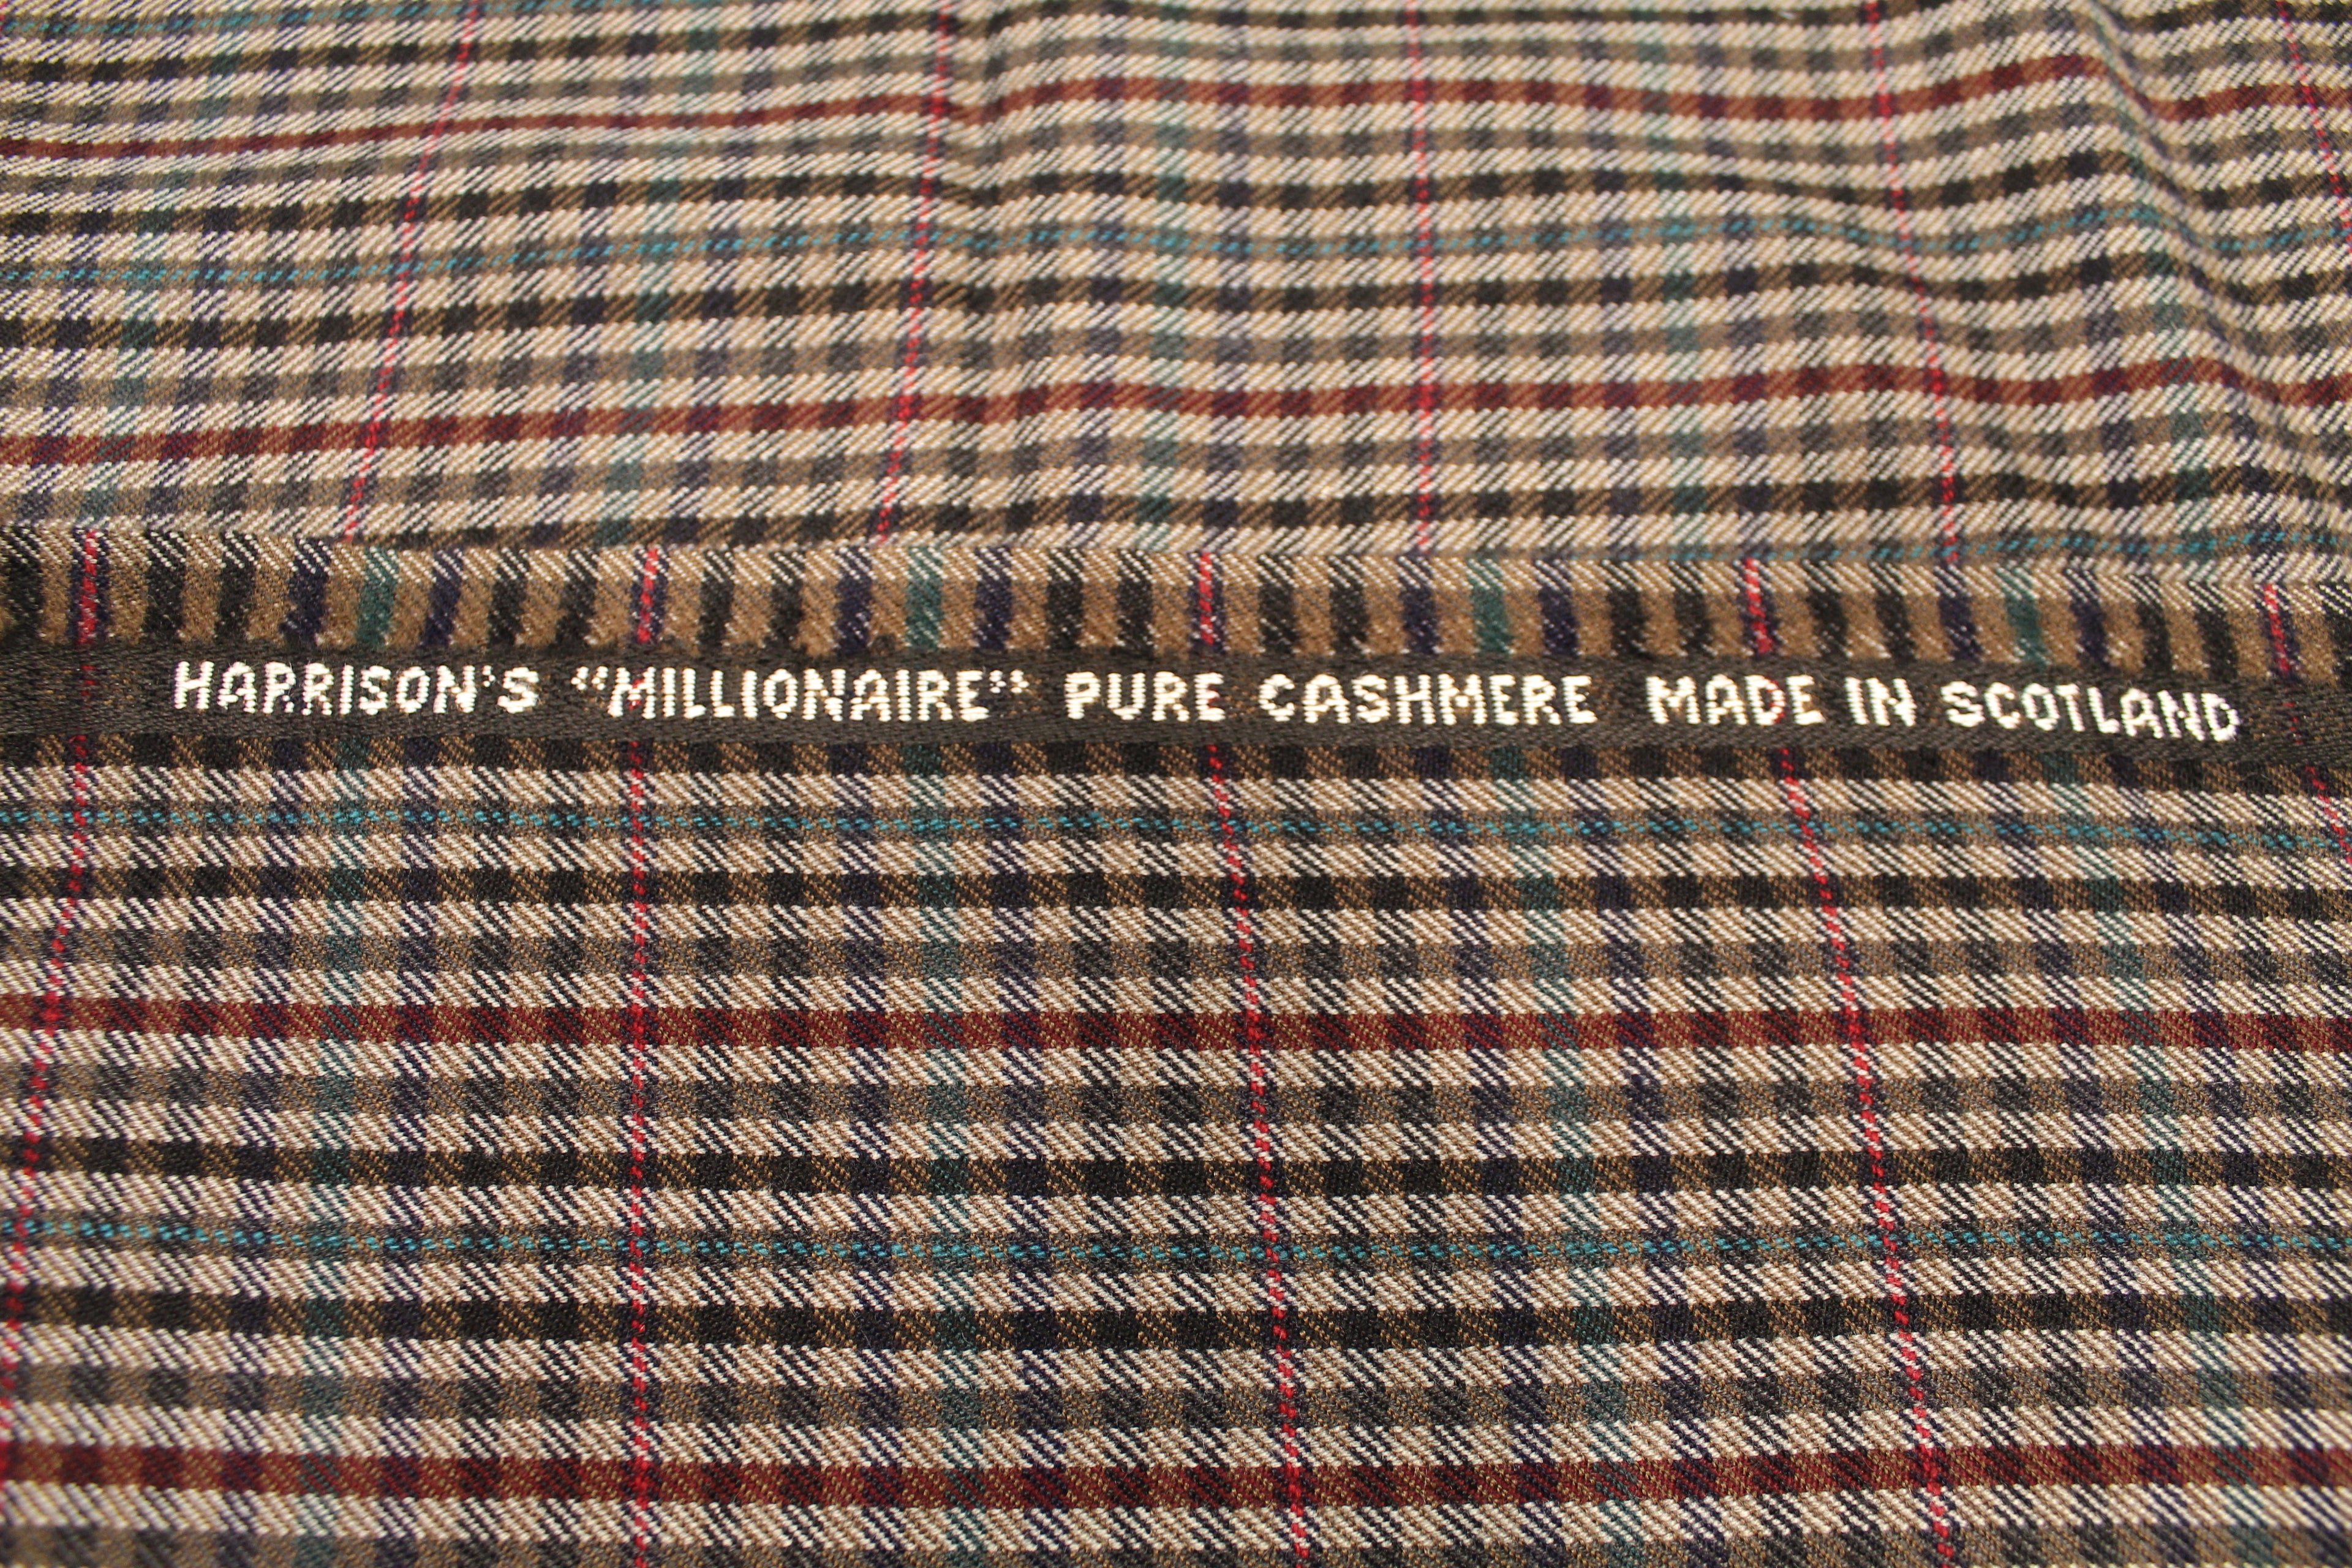 HARRISON'S "MILLIONAIRE" PURE CASHMERE MADE IN SCOTLAND